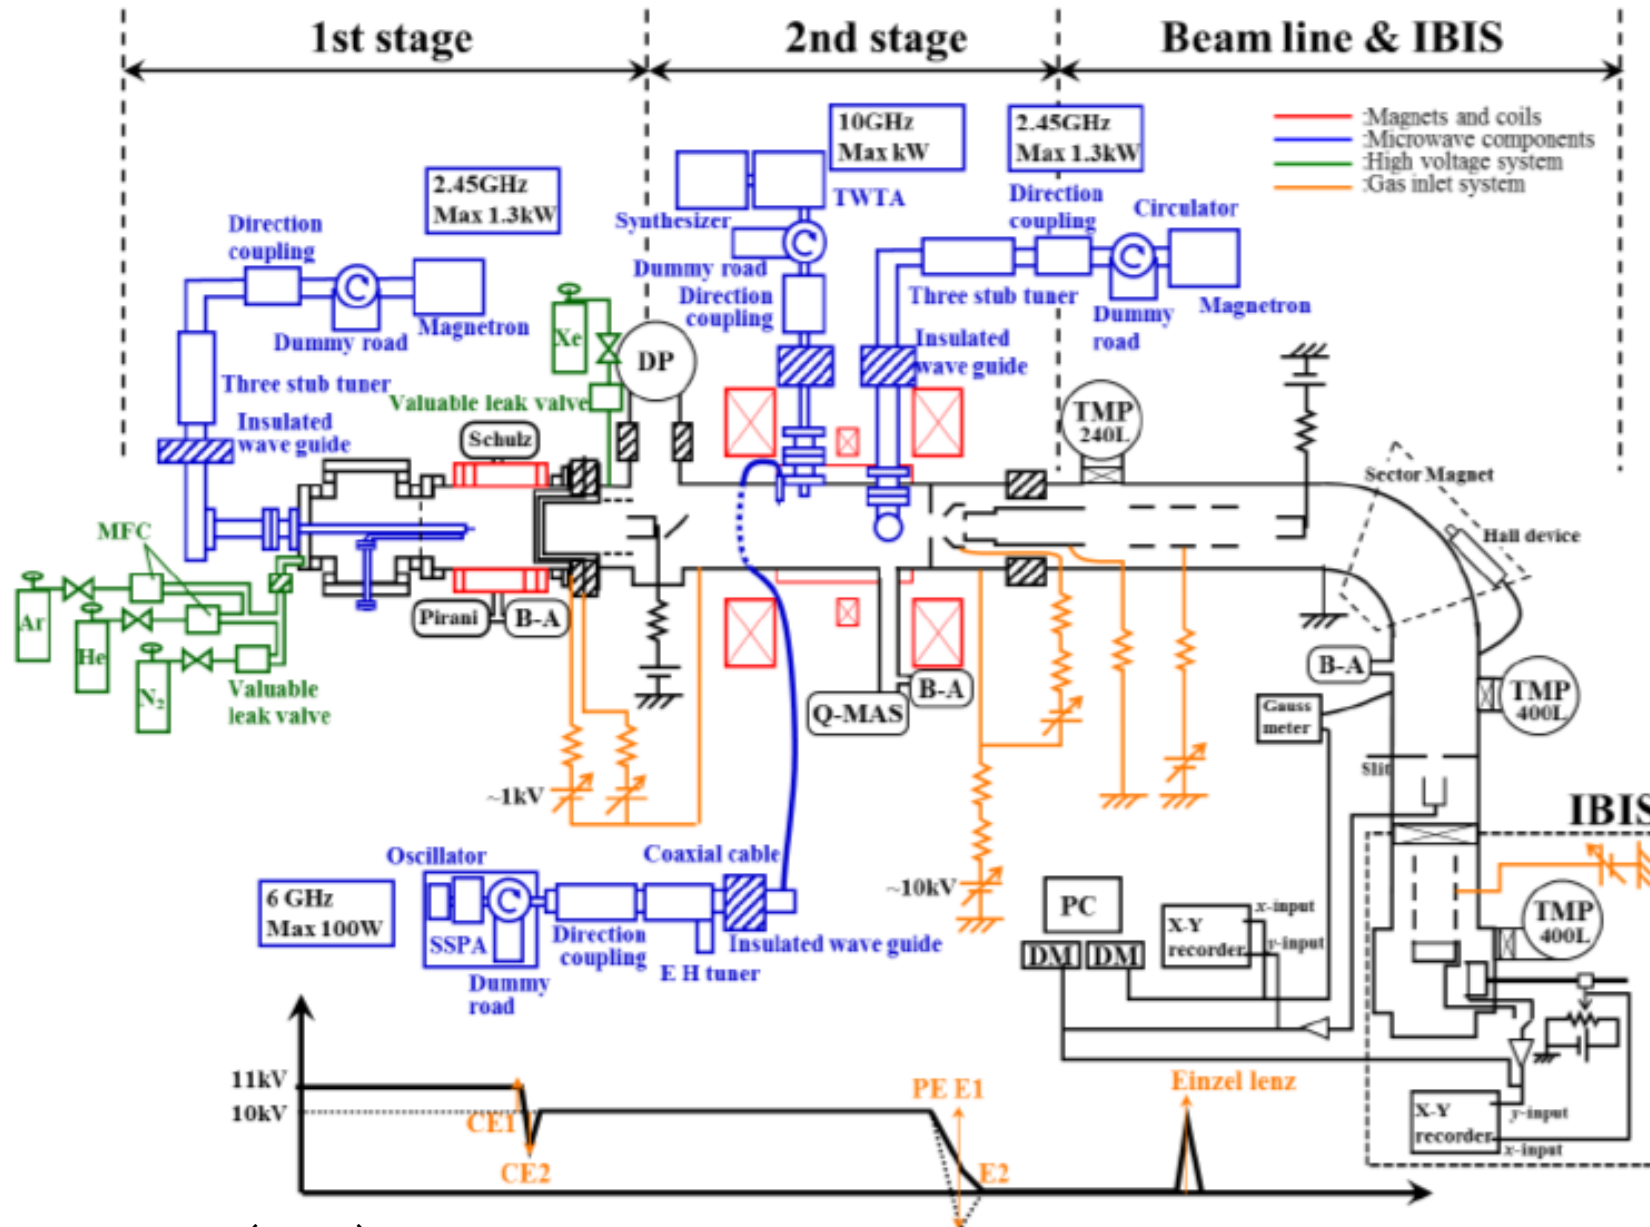 1st stage
2nd stage
Beam line & IBIS
:Magnets and coils
:Microwave components
:High voltage system
:Gas inlet system
10GHz
Max kW
2.45GHz
Max 1.3kW
2.45GHz
Max 1.3kW
Direction
coupling
Dummy road
Magnetron
Three stub tuner
Insulated
wave guide
Synthesizer
TWTA
Dummy road
Direction
coupling
Direction
coupling
Circulator
Three stub tuner
Dummy
road
Magnetron
Insulated
wave guide
Xe
Valuable leak valve
DP
Schulz
TMP
240L
Sector Magnet
Hall device
MFC
Ar
He
N₂
Valuable
leak valve
Pirani
B-A
Q-MAS
B-A
B-A
Gauss
meter
TMP
400L
Slit
IBIS
~1kV
~10kV
Oscillator
Coaxial cable
6 GHz
Max 100W
SSPA
Dummy
road
Direction
coupling
E H tuner
Insulated wave guide
PC
DM
DM
X-Y
recorder
x-input
y-input
TMP
400L
X-Y
recorder
y-input
x-input
11kV
10kV
CE1
CE2
PE E1
E2
Einzel lenz